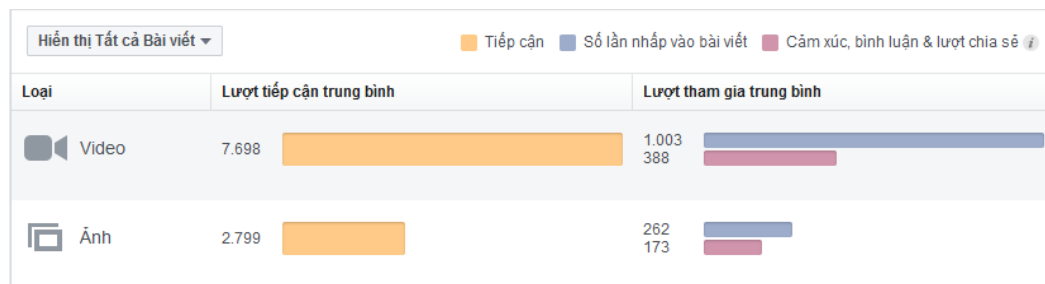 Hiển thị Tất cả Bài viết
Tiếp cận Số lần nhấp vào bài viết Cảm xúc, bình luận & lượt chia sẻ i
Loại Lượt tiếp cận trung bình Lượt tham gia trung bình
Video 7.698 1.003
388
Ảnh 2.799 262
173